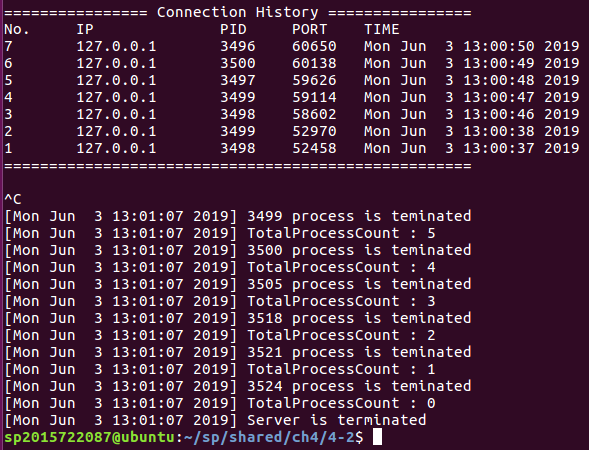 ================ Connection History ================
No.     IP              PID     PORT    TIME
7       127.0.0.1       3496    60650   Mon Jun  3 13:00:50 2019
6       127.0.0.1       3500    60138   Mon Jun  3 13:00:49 2019
5       127.0.0.1       3497    59626   Mon Jun  3 13:00:48 2019
4       127.0.0.1       3499    59114   Mon Jun  3 13:00:47 2019
3       127.0.0.1       3498    58602   Mon Jun  3 13:00:46 2019
2       127.0.0.1       3499    52970   Mon Jun  3 13:00:38 2019
1       127.0.0.1       3498    52458   Mon Jun  3 13:00:37 2019
====================================================
^C
[Mon Jun  3 13:01:07 2019] 3499 process is teminated
[Mon Jun  3 13:01:07 2019] TotalProcessCount : 5
[Mon Jun  3 13:01:07 2019] 3500 process is teminated
[Mon Jun  3 13:01:07 2019] TotalProcessCount : 4
[Mon Jun  3 13:01:07 2019] 3505 process is teminated
[Mon Jun  3 13:01:07 2019] TotalProcessCount : 3
[Mon Jun  3 13:01:07 2019] 3518 process is teminated
[Mon Jun  3 13:01:07 2019] TotalProcessCount : 2
[Mon Jun  3 13:01:07 2019] 3521 process is teminated
[Mon Jun  3 13:01:07 2019] TotalProcessCount : 1
[Mon Jun  3 13:01:07 2019] 3524 process is teminated
[Mon Jun  3 13:01:07 2019] TotalProcessCount : 0
[Mon Jun  3 13:01:07 2019] Server is terminated
sp2015722087@ubuntu:~/sp/shared/ch4/4-2$